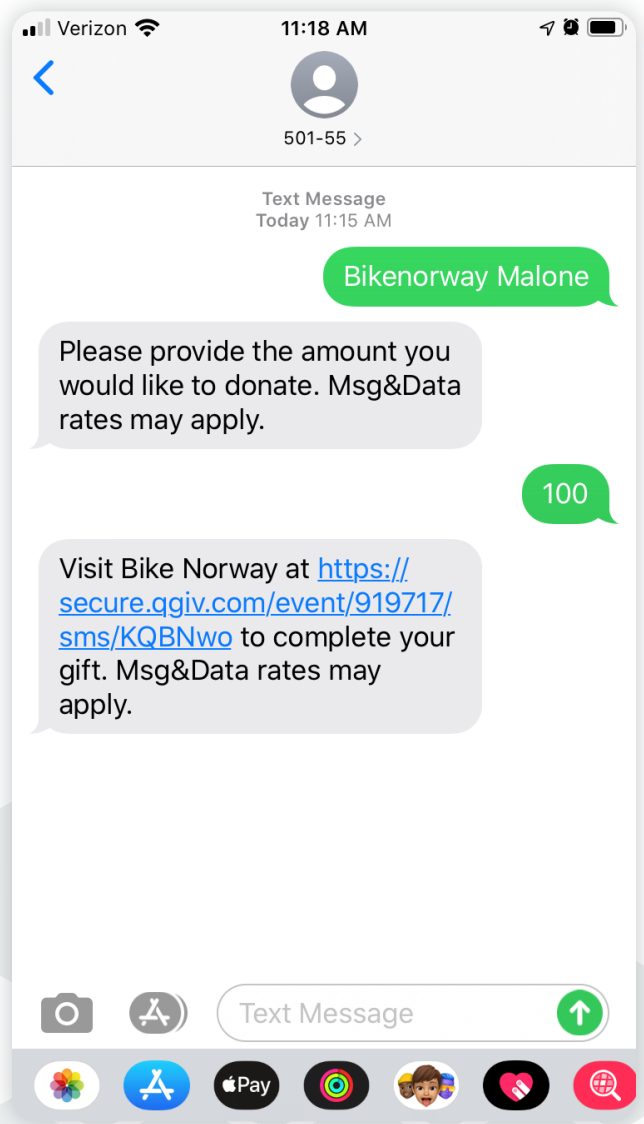 Verizon 11:18 AM
501-55
Text Message
Today 11:15 AM
Bikenorway Malone
Please provide the amount you
would like to donate. Msg&Data
rates may apply.
100
Visit Bike Norway at https://
secure.qgiv.com/event/919717/
sms/KQBNwo to complete your
gift. Msg&Data rates may
apply.
Text Message
Pay